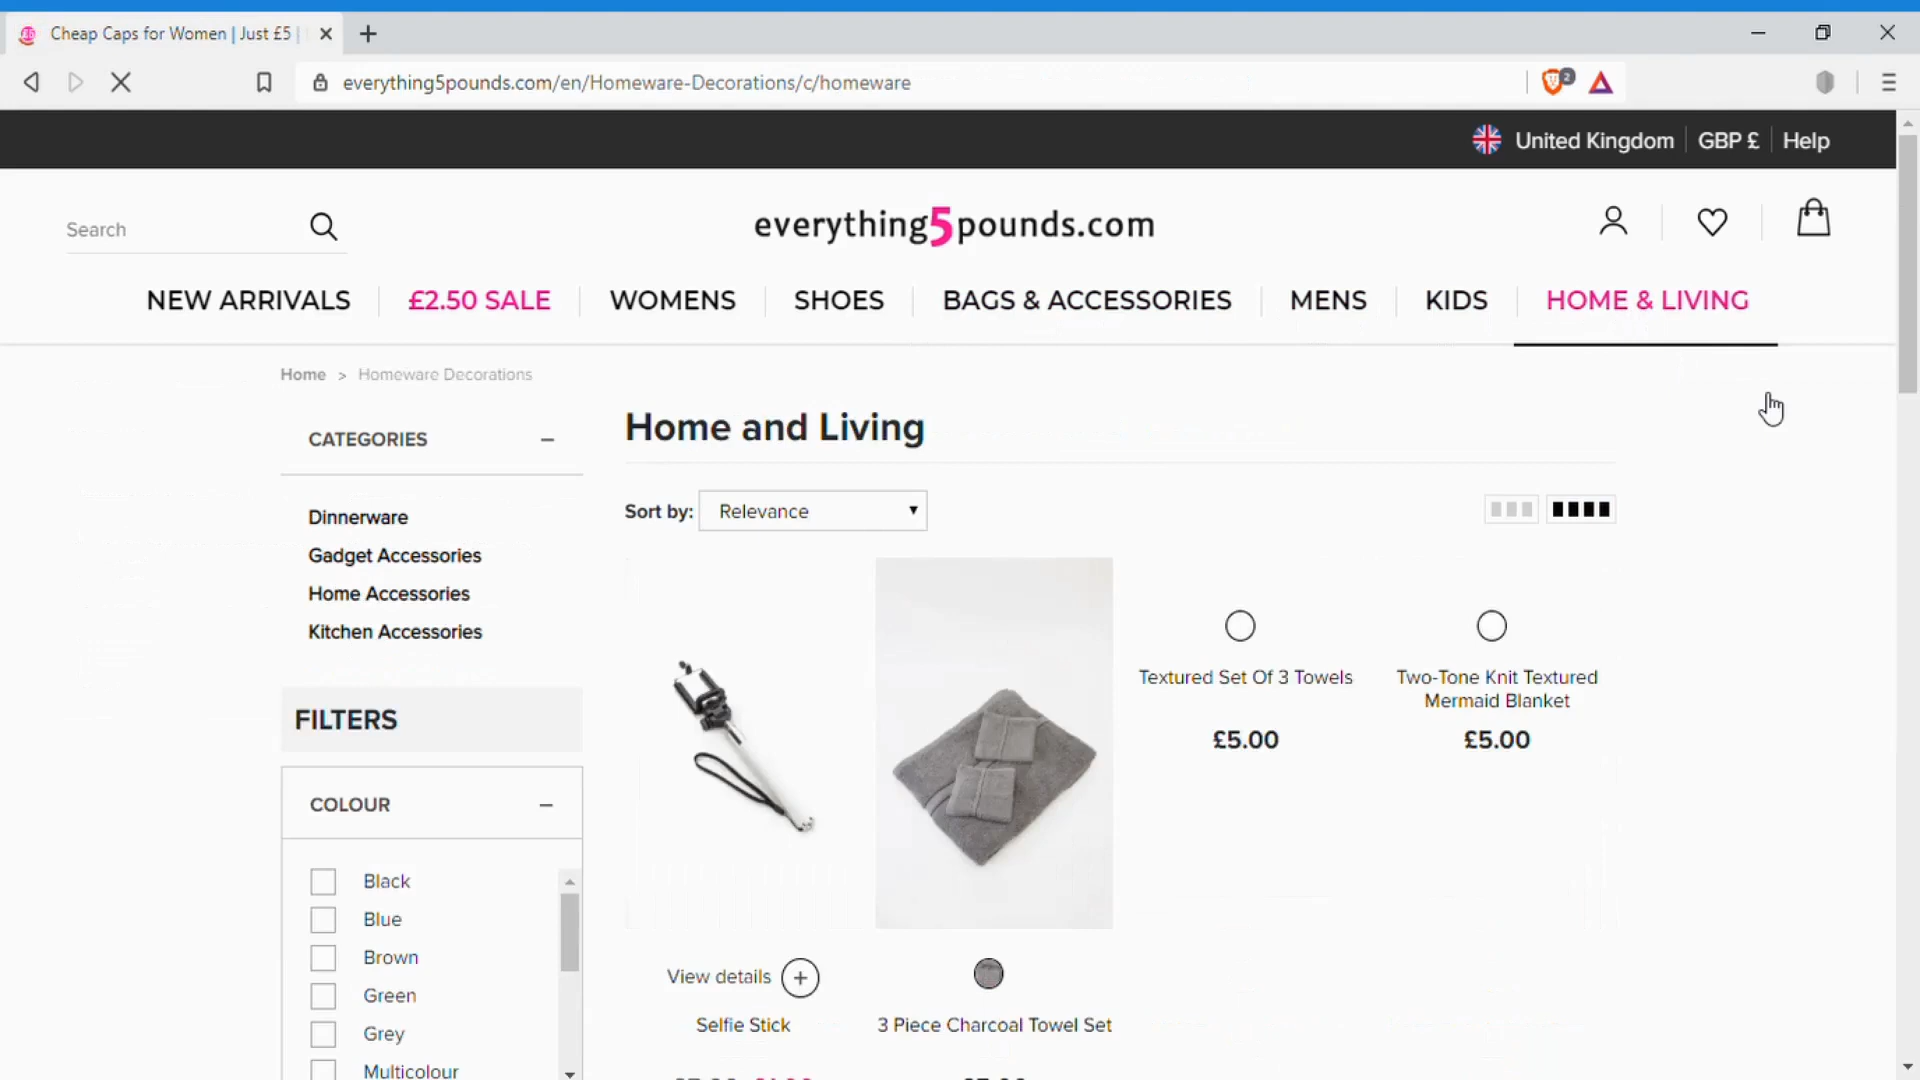 Cheap Caps for Women | Just £5 |
everything5pounds.com/en/Homeware-Decorations/c/homeware
2
United Kingdom GBP £ Help
Search
everything5pounds.com
NEW ARRIVALS £2.50 SALE WOMENS SHOES BAGS & ACCESSORIES MENS KIDS HOME & LIVING
Home > Homeware Decorations
CATEGORIES
Dinnerware
Gadget Accessories
Home Accessories
Kitchen Accessories
FILTERS
COLOUR
Black
Blue
Brown
Green
Grey
Multicolour
Home and Living
Sort by: Relevance
View details
Selfie Stick
3 Piece Charcoal Towel Set
Textured Set Of 3 Towels
£5.00
Two-Tone Knit Textured
Mermaid Blanket
£5.00